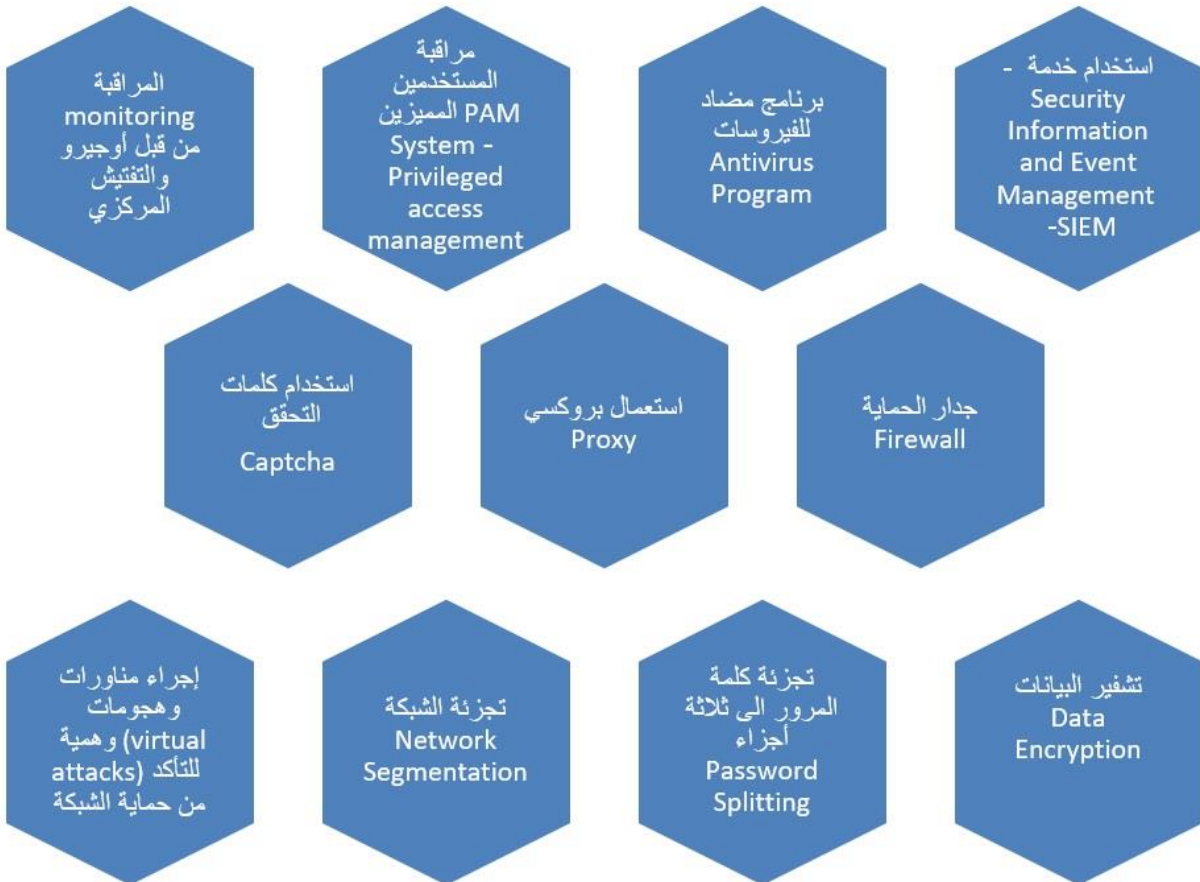 استخدام خدمة -
Security
Information
and Event
Management
-SIEM
برنامج مضاد
للفيروسات
Antivirus
Program
مراقبة
المستخدمين
المميزين PAM
System -
Privileged
access
management
المراقبة
monitoring
من قبل أوجيرو
والتفتيش
المركزي
جدار الحماية
Firewall
استعمال بروكسي
Proxy
استخدام كلمات
التحقق
Captcha
تشفير البيانات
Data
Encryption
تجزئة كلمة
المرور الى ثلاثة
أجزاء
Password
Splitting
تجزئة الشبكة
Network
Segmentation
إجراء مناورات
وهجومات
وهمية (virtual
attacks) للتأكد
من حماية الشبكة